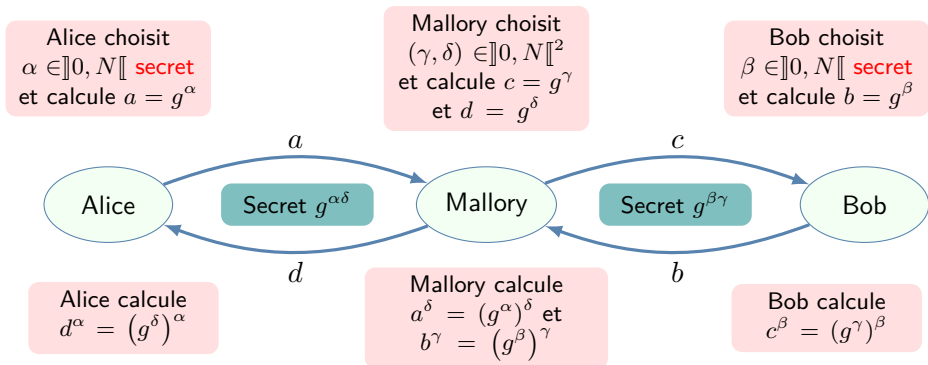 Alice choisit
α ∈⟧0, N⟦ secret
et calcule a = g^α
Mallory choisit
(γ, δ) ∈⟧0, N⟦^2
et calcule c = g^γ
et d = g^δ
Bob choisit
β ∈⟧0, N⟦ secret
et calcule b = g^β
a
c
Alice
Secret g^{αδ}
Mallory
Secret g^{βγ}
Bob
d
b
Alice calcule
d^α = (g^δ)^α
Mallory calcule
a^δ = (g^α)^δ et
b^γ = (g^β)^γ
Bob calcule
c^β = (g^γ)^β